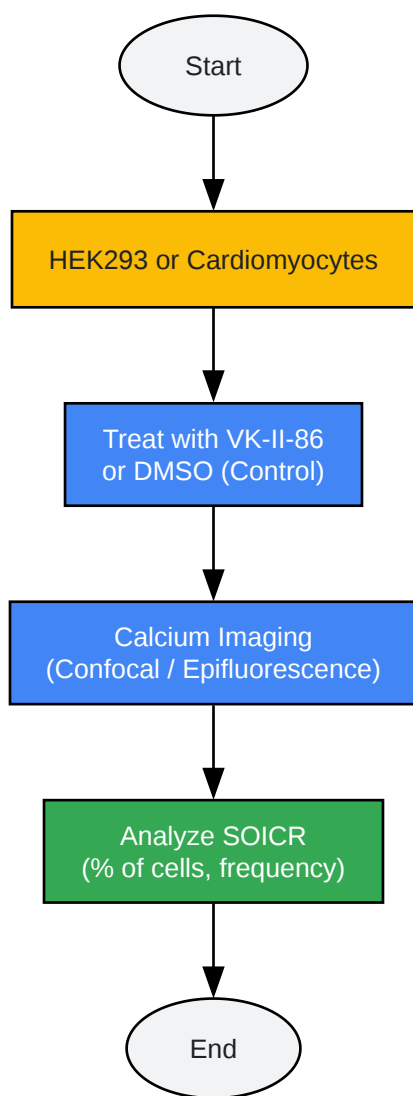 Start
HEK293 or Cardiomyocytes
Treat with VK-II-86
or DMSO (Control)
Calcium Imaging
(Confocal / Epifluorescence)
Analyze SOICR
(% of cells, frequency)
End